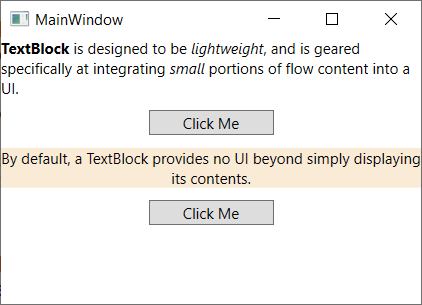 MainWindow
TextBlock is designed to be lightweight, and is geared
specifically at integrating small portions of flow content into a
UI.
Click Me
By default, a TextBlock provides no UI beyond simply displaying
its contents.
Click Me